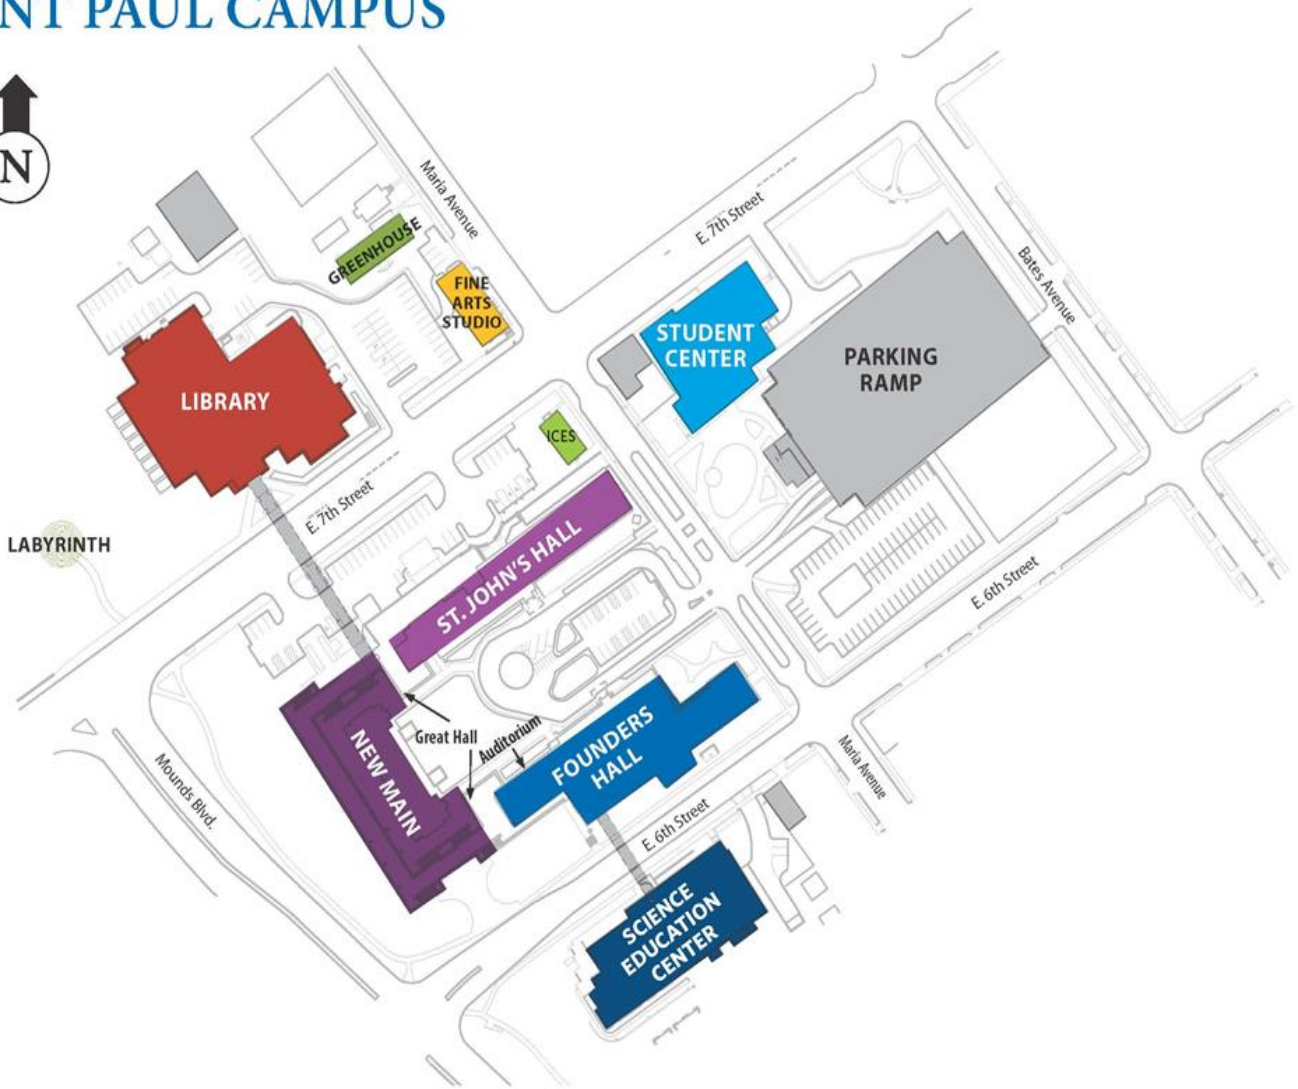 NT PAUL CAMPUS
N
Maria Avenue
E. 7th Street
GREENHOUSE
Bates Avenue
FINE
ARTS
STUDIO
STUDENT
CENTER
PARKING
RAMP
LIBRARY
ICES
E. 7th Street
LABYRINTH
ST. JOHN'S HALL
E. 6th Street
Great Hall
Auditorium
FOUNDERS
HALL
NEW MAIN
Mounds Blvd.
Maria Avenue
E. 6th Street
SCIENCE
EDUCATION
CENTER